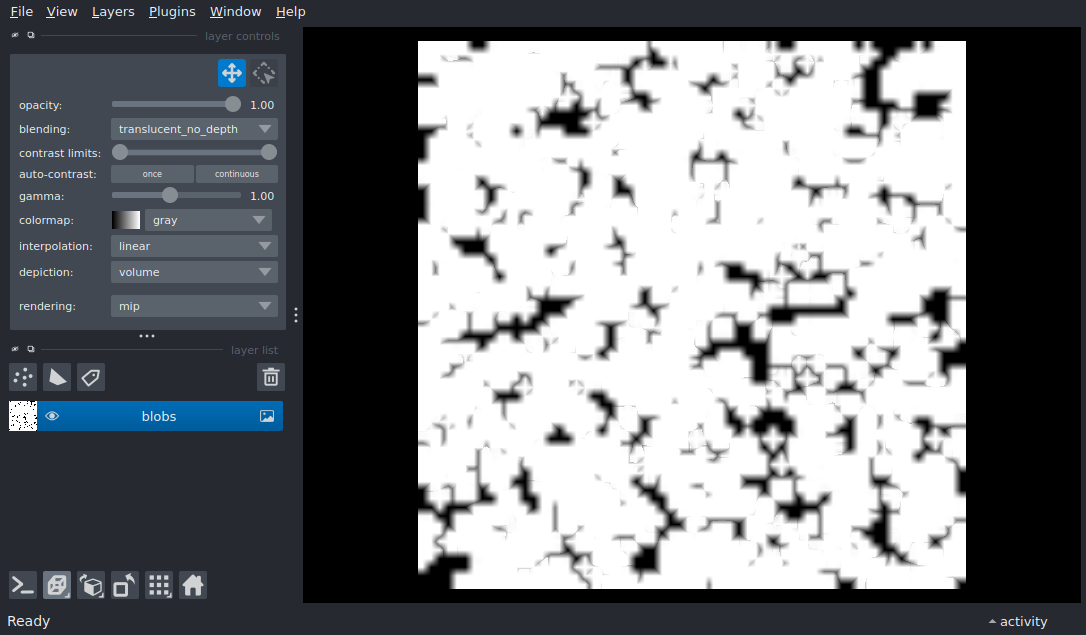 File View Layers Plugins Window Help
layer controls
opacity: 1.00
blending: translucent_no_depth
contrast limits:
auto-contrast: once continuous
gamma: 1.00
colormap: gray
interpolation: linear
depiction: volume
rendering: mip
layer list
blobs
Ready activity